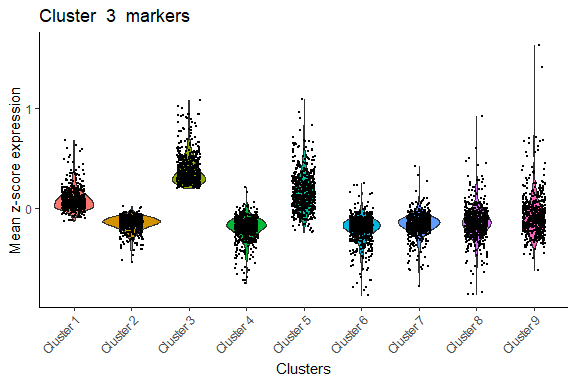 Cluster 3 markers
Mean z-score expression
1
0
Cluster 1
Cluster 2
Cluster 3
Cluster 4
Cluster 5
Cluster 6
Cluster 7
Cluster 8
Cluster 9
Clusters